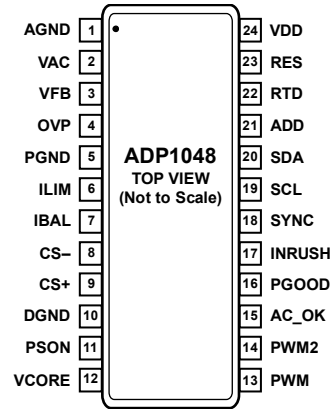 AGND 1
VAC 2
VFB 3
OVP 4
PGND 5
ILIM 6
IBAL 7
CS– 8
CS+ 9
DGND 10
PSON 11
VCORE 12
ADP1048
TOP VIEW
(Not to Scale)
24 VDD
23 RES
22 RTD
21 ADD
20 SDA
19 SCL
18 SYNC
17 INRUSH
16 PGOOD
15 AC_OK
14 PWM2
13 PWM